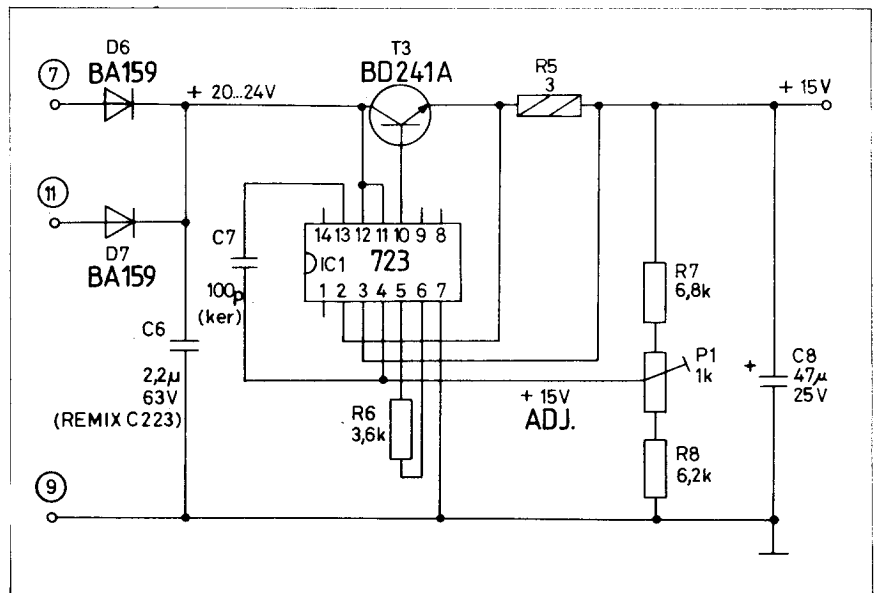 D6
BA159
T3
BD241A
R5
3
7
+ 20...24V
+ 15V
11
D7
BA159
C7
100p
(ker)
14 13 12 11 10 9 8
IC1 723
1 2 3 4 5 6 7
R7
6,8k
P1
1k
C6
2,2µ
63V
(REMIX C223)
R6
3,6k
+ 15V
ADJ.
+
C8
47µ
25V
R8
6,2k
9